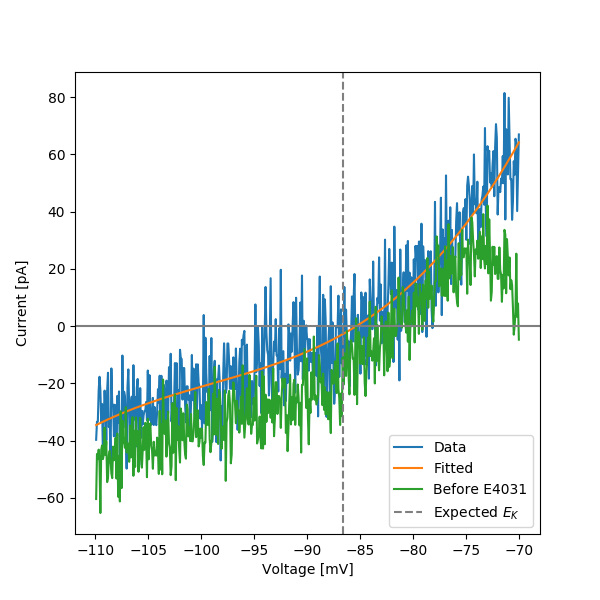 80
60
40
20
0
−20
−40
−60
Current [pA]
−110 −105 −100 −95 −90 −85 −80 −75 −70
Voltage [mV]
Data
Fitted
Before E4031
Expected E_K